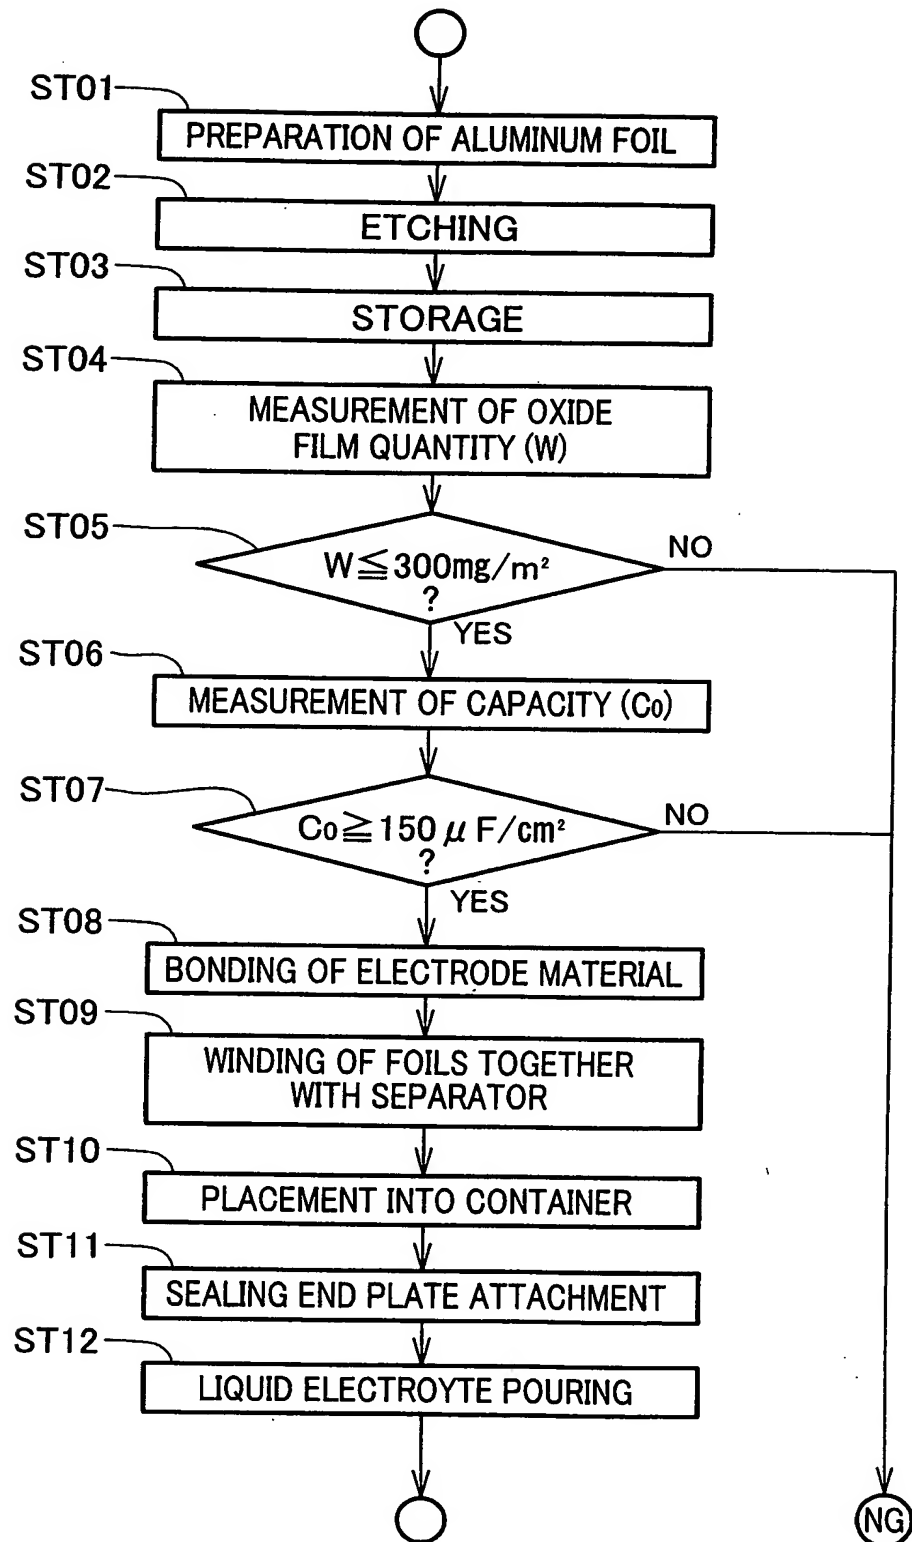 ST01
PREPARATION OF ALUMINUM FOIL
ST02
ETCHING
ST03
STORAGE
ST04
MEASUREMENT OF OXIDE
FILM QUANTITY (W)
ST05
W≦300mg/m²
?
NO
YES
ST06
MEASUREMENT OF CAPACITY (C0)
ST07
C0≧150 μF/cm²
?
NO
YES
ST08
BONDING OF ELECTRODE MATERIAL
ST09
WINDING OF FOILS TOGETHER
WITH SEPARATOR
ST10
PLACEMENT INTO CONTAINER
ST11
SEALING END PLATE ATTACHMENT
ST12
LIQUID ELECTROYTE POURING
NG